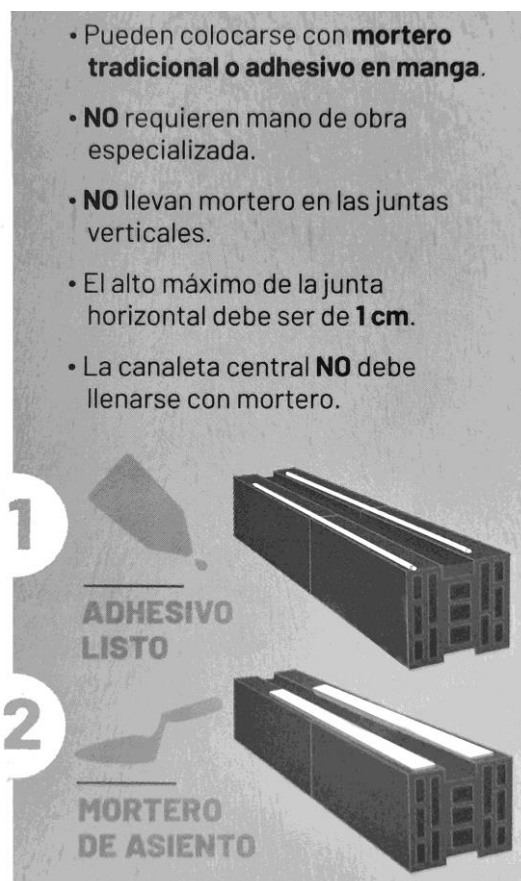 • Pueden colocarse con mortero
tradicional o adhesivo en manga.
• NO requieren mano de obra
especializada.
• NO llevan mortero en las juntas
verticales.
• El alto máximo de la junta
horizontal debe ser de 1 cm.
• La canaleta central NO debe
llenarse con mortero.
1
ADHESIVO
LISTO
2
MORTERO
DE ASIENTO